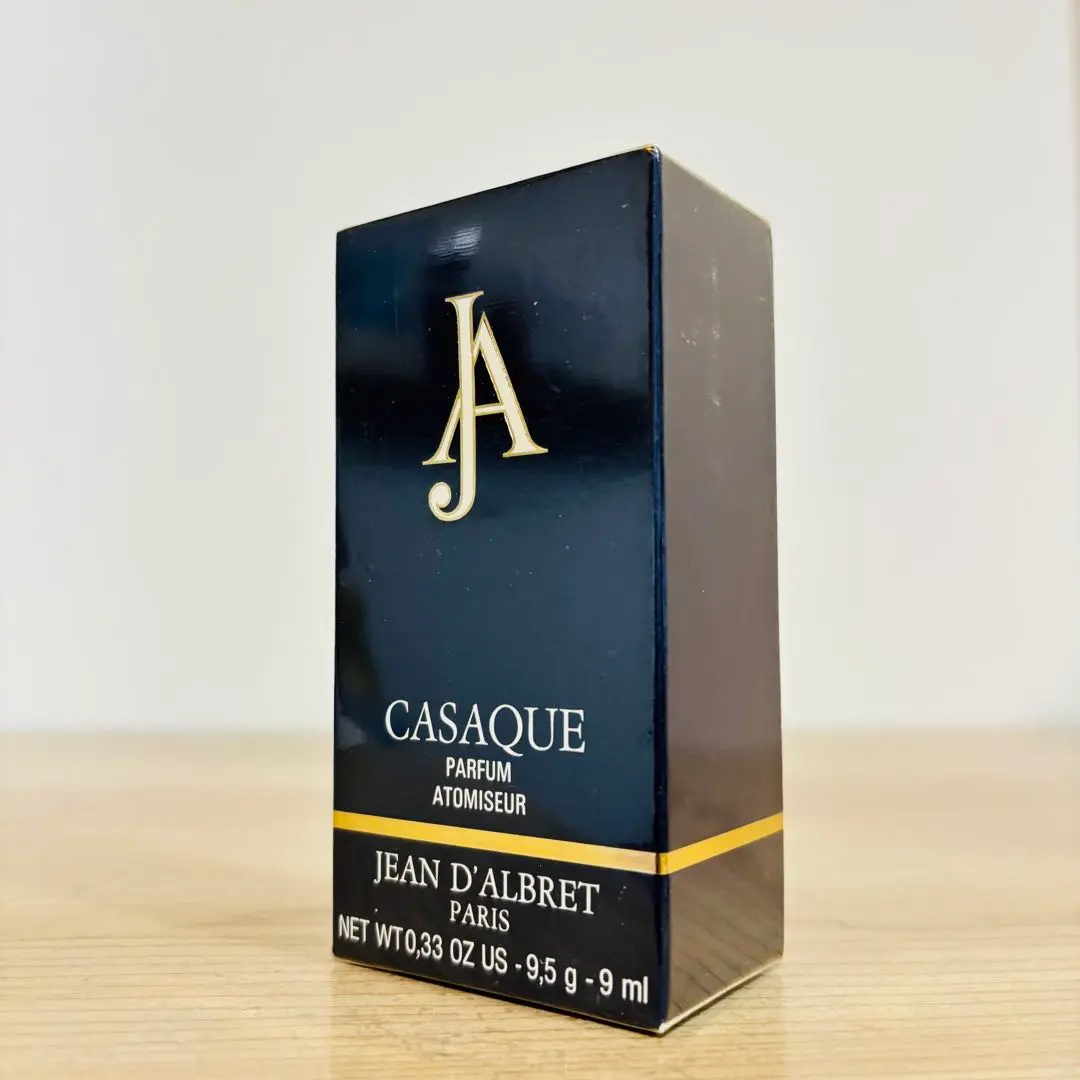 JA
CASAQUE
PARFUM
ATOMISEUR
JEAN D'ALBRET
PARIS
NET WT 0,33 OZ US - 9,5 g - 9 ml